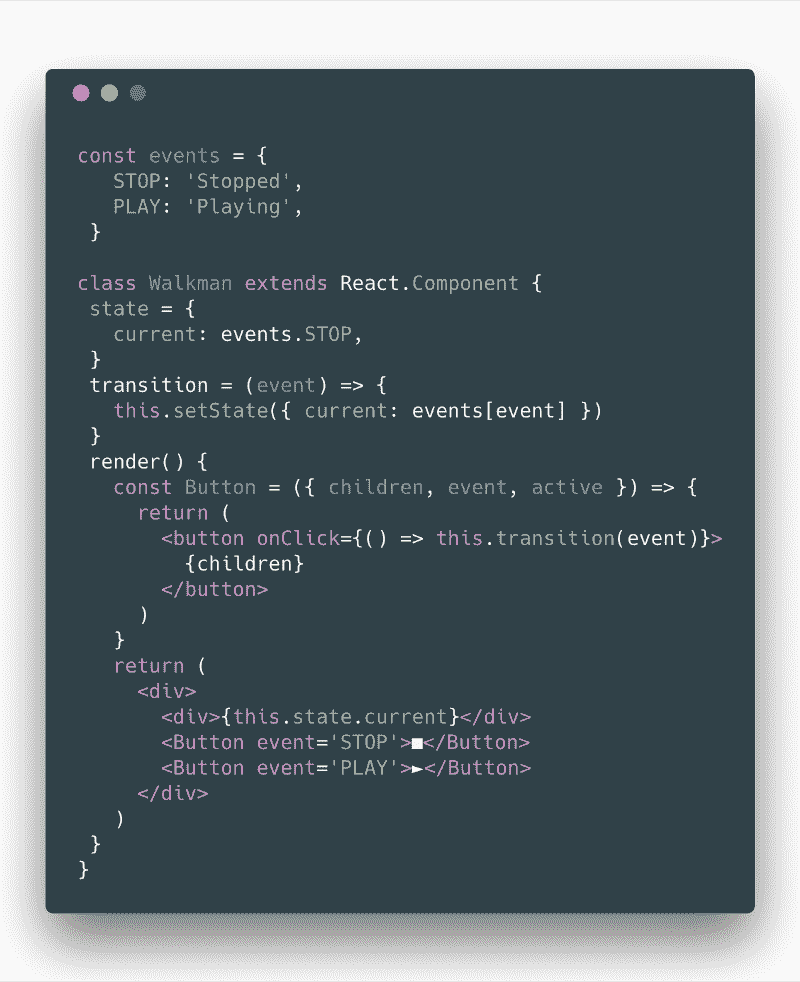 const events = {
   STOP: 'Stopped',
   PLAY: 'Playing',
 }

class Walkman extends React.Component {
 state = {
   current: events.STOP,
 }
 transition = (event) => {
   this.setState({ current: events[event] })
 }
 render() {
   const Button = ({ children, event, active }) => {
     return (
       <button onClick={() => this.transition(event)}>
         {children}
       </button>
     )
   }
   return (
     <div>
       <div>{this.state.current}</div>
       <Button event='STOP'>■</Button>
       <Button event='PLAY'>►</Button>
     </div>
   )
 }
}